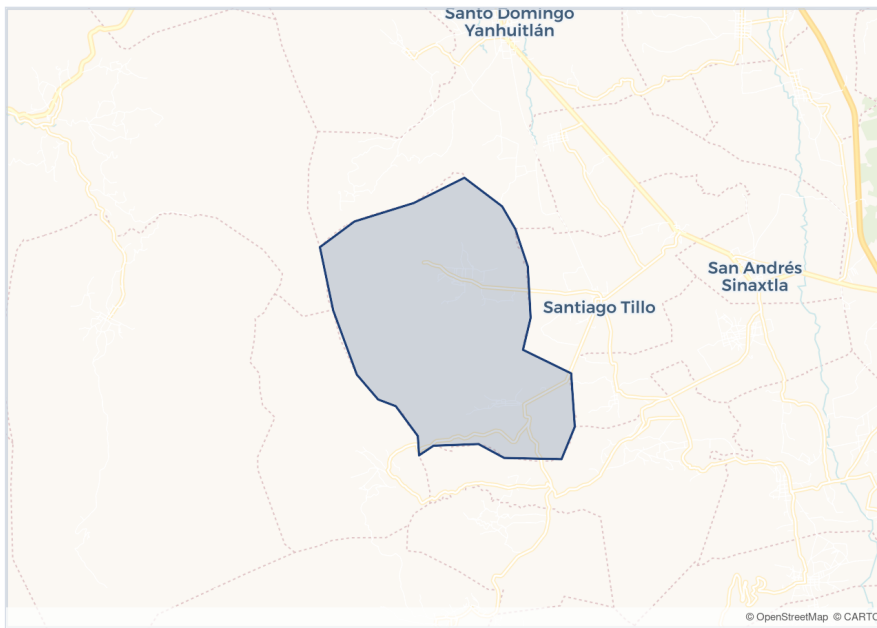 Santo Domingo
Yanhuitlán
San Andrés
Sinaxtla
Santiago Tillo
© OpenStreetMap © CARTO